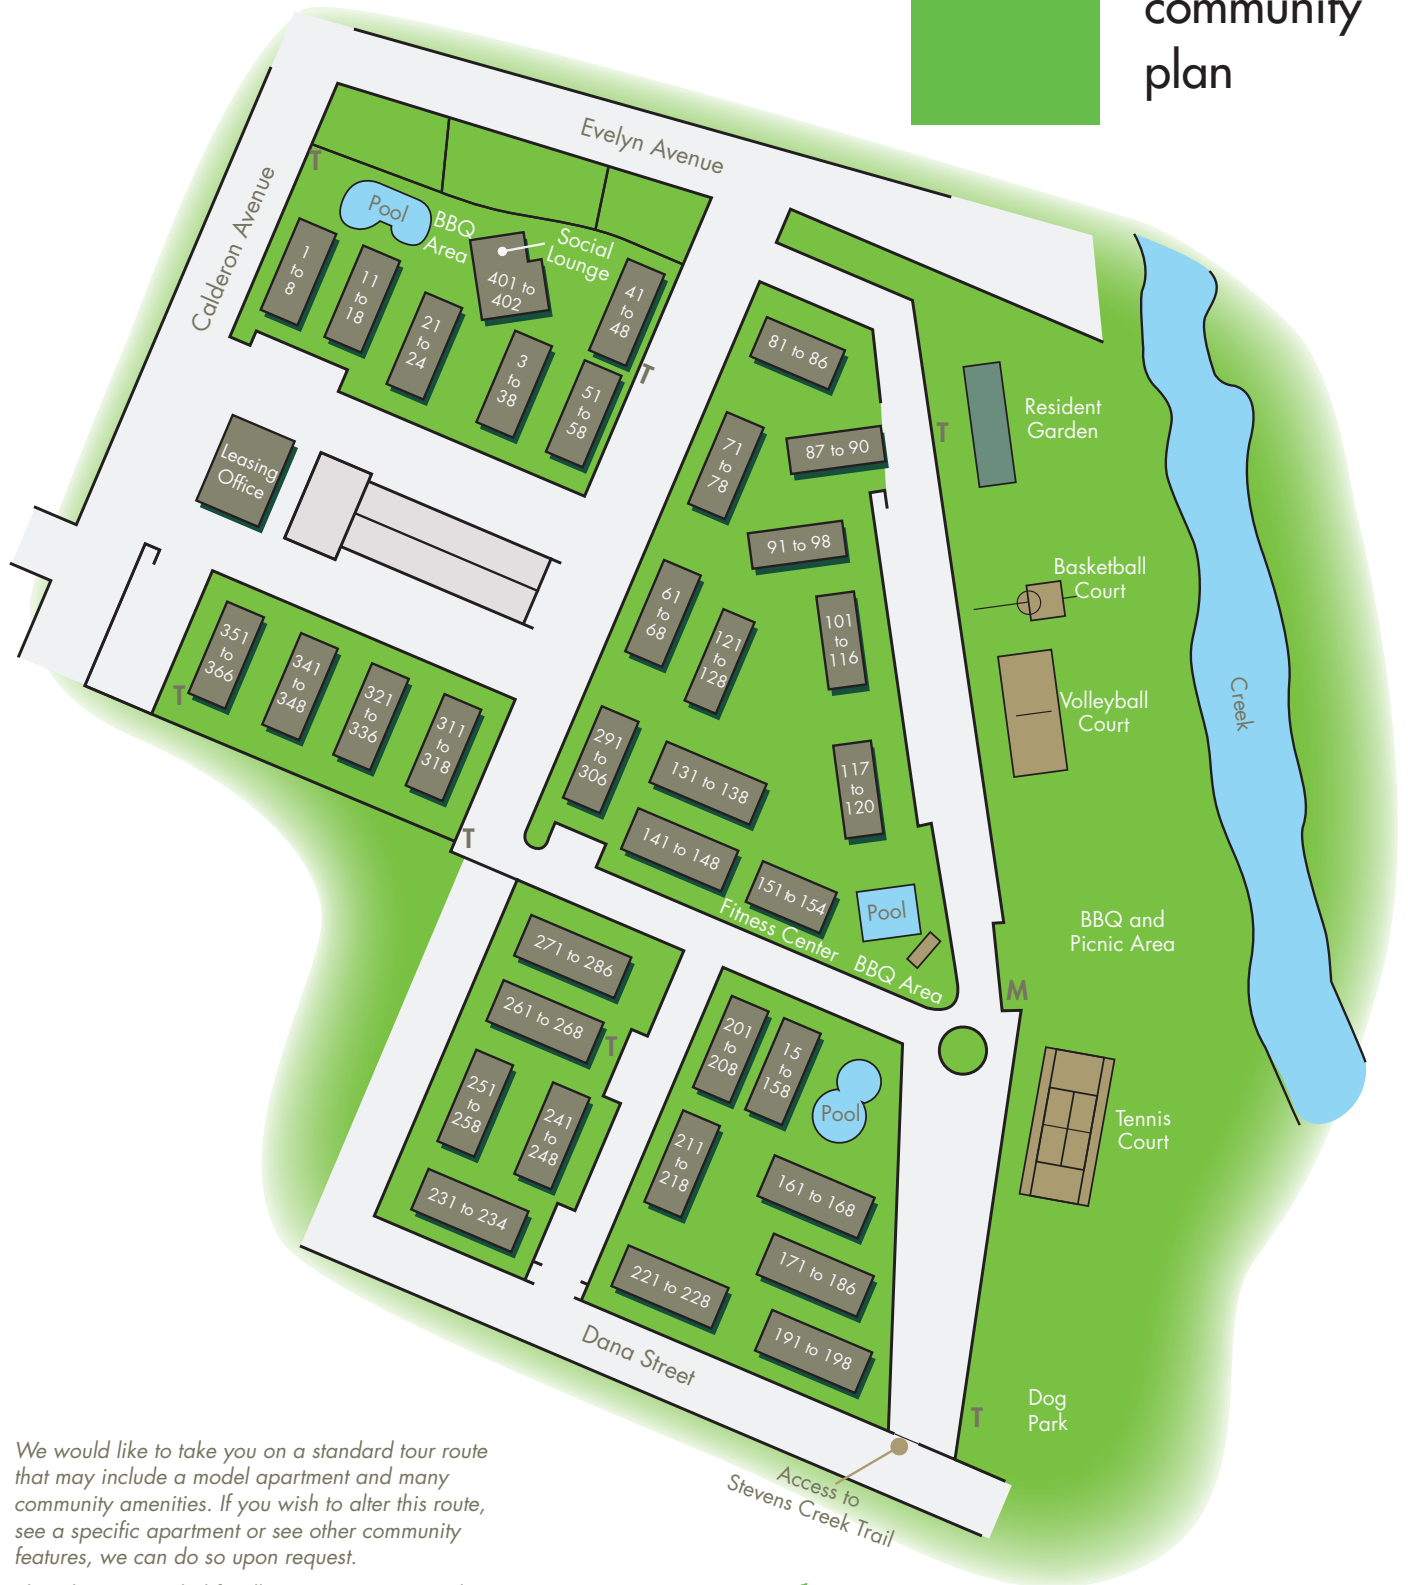 community
plan
Evelyn Avenue
Calderon Avenue
T
Pool
BBQ
Area
Social
Lounge
401 to
402
1
to
8
11
to
18
21
to
24
3
to
38
41
to
48
51
to
58
T
Leasing
Office
81 to 86
71
to
78
87 to 90
91 to 98
T
Resident
Garden
Basketball
Court
Volleyball
Court
Creek
61
to
68
121
to
128
101
to
116
117
to
120
351
to
366
341
to
348
321
to
336
311
to
318
T
T
291
to
306
131 to 138
141 to 148
151 to 154
Fitness Center
Pool
BBQ Area
BBQ and
Picnic Area
M
271 to 286
261 to 268
T
251
to
258
241
to
248
231 to 234
201
to
208
15
to
158
Pool
211
to
218
161 to 168
171 to 186
221 to 228
191 to 198
Tennis
Court
Dana Street
Dog
Park
T
Access to
Stevens Creek Trail
We would like to take you on a standard tour route
that may include a model apartment and many
community amenities. If you wish to alter this route,
see a specific apartment or see other community
features, we can do so upon request.